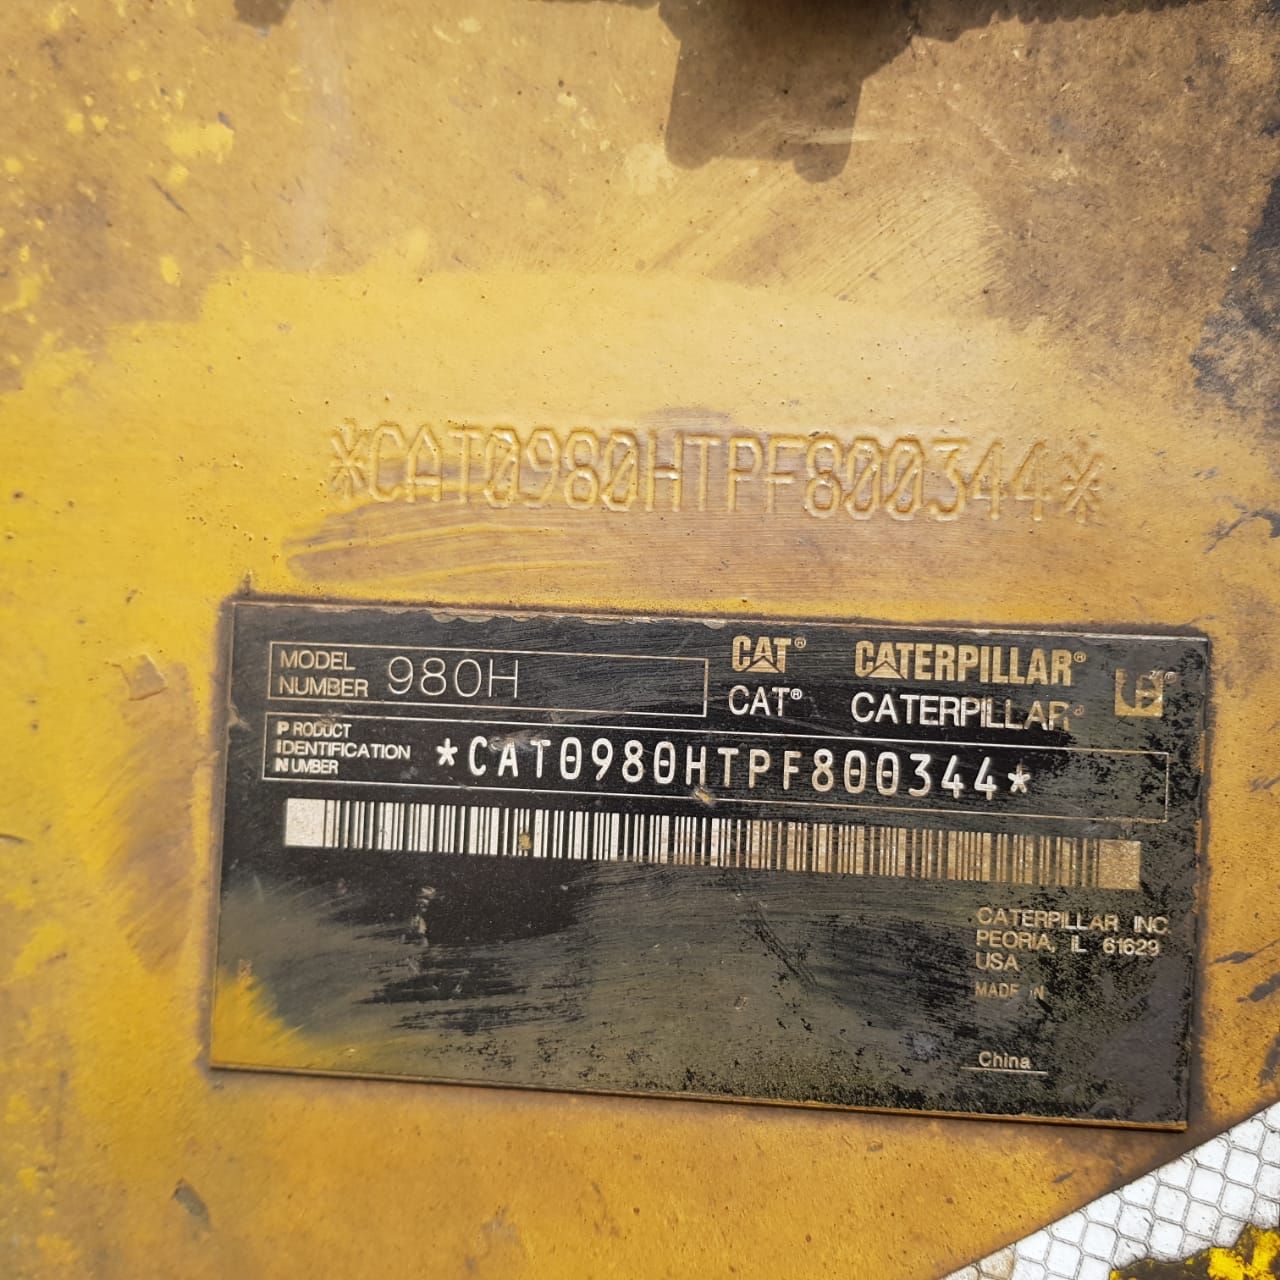 *CAT0980HTPF800344*
MODEL NUMBER 980H
CAT® CATERPILLAR®
CAT® CATERPILLAR®
PRODUCT IDENTIFICATION NUMBER *CAT0980HTPF800344*
CATERPILLAR INC
PEORIA, IL 61629
USA
MADE IN
China